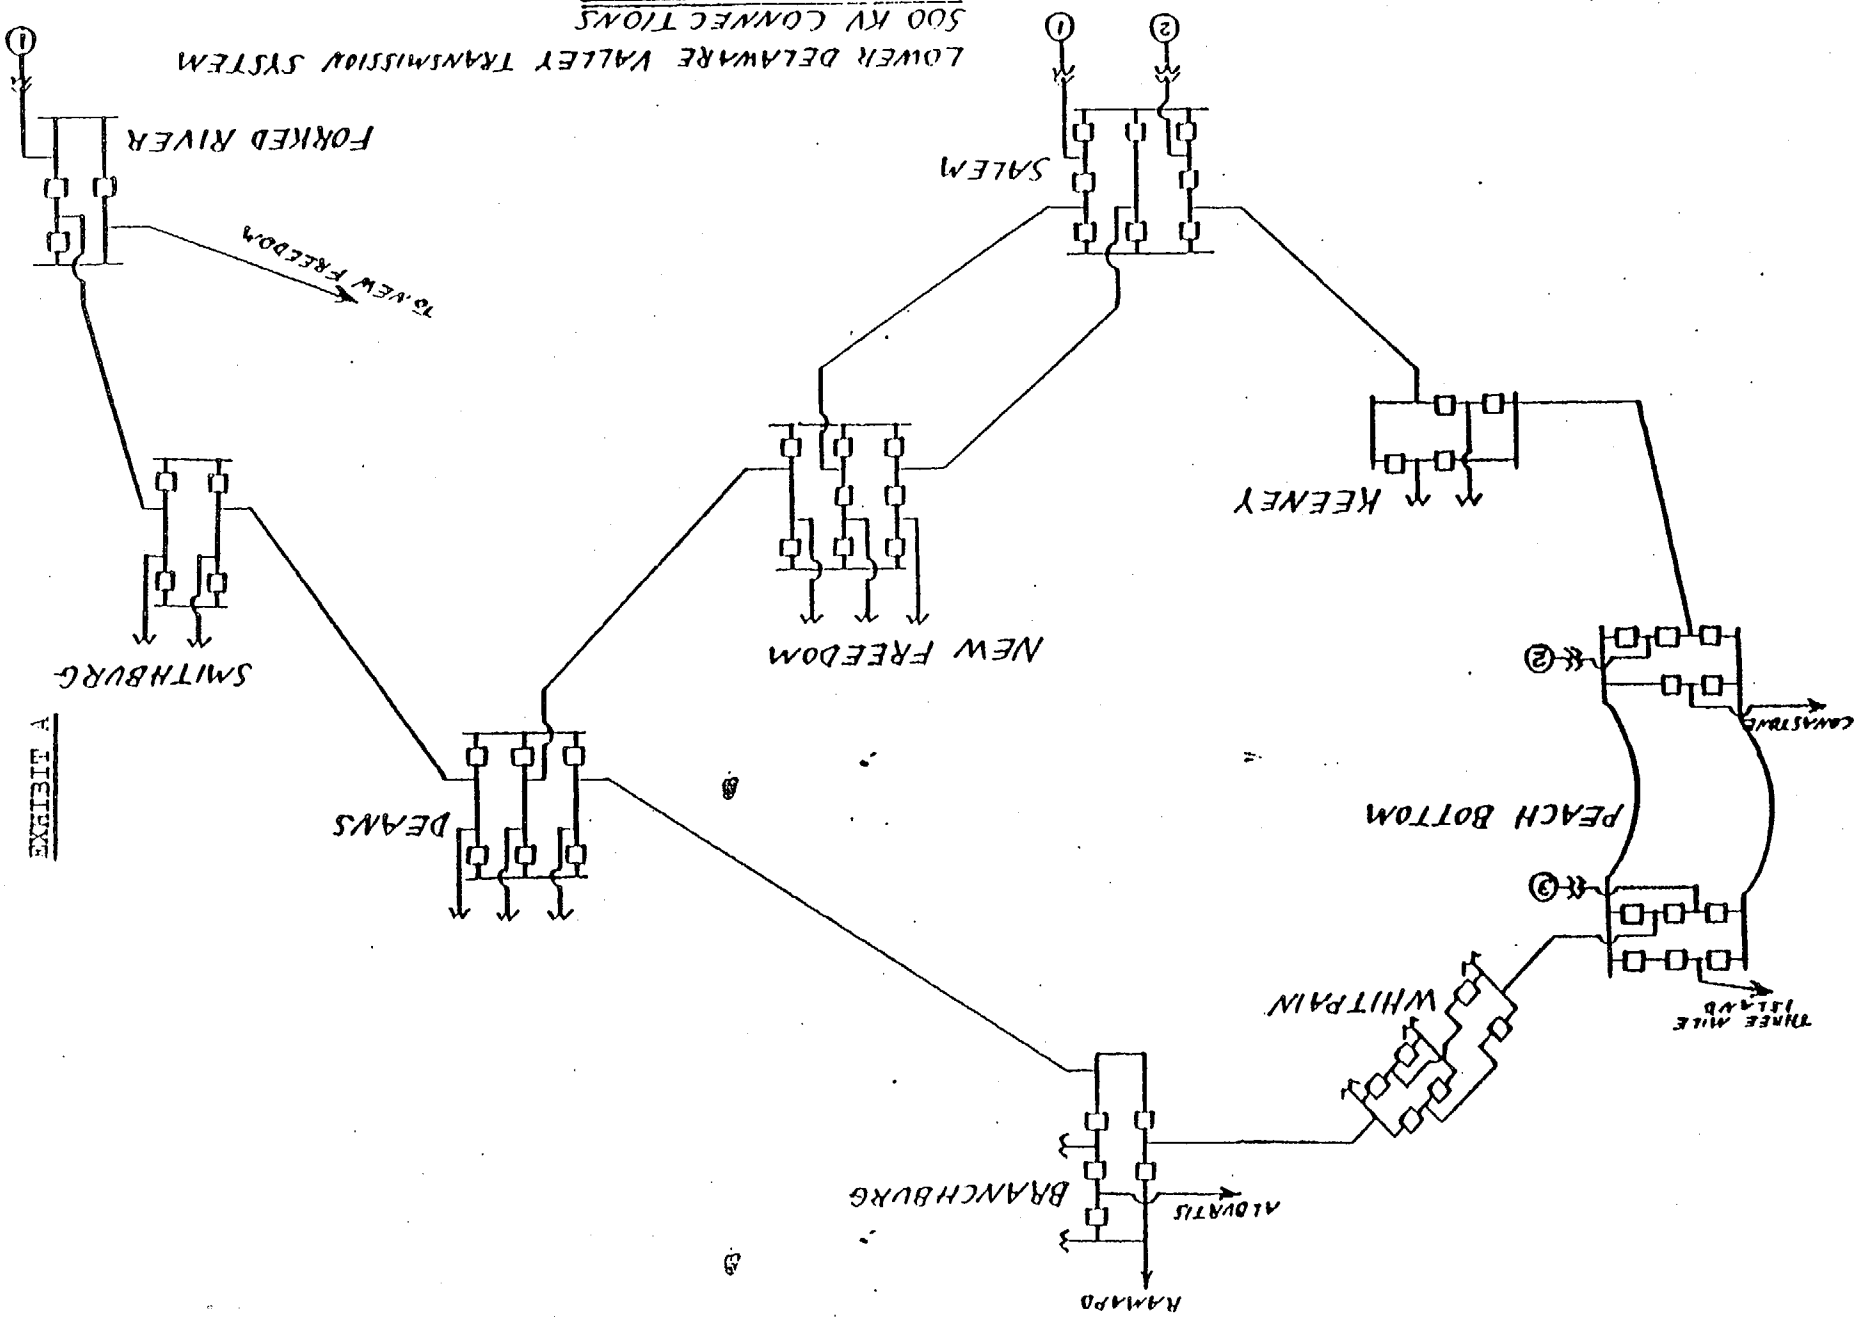 EXHIBIT A
RAMAPO
ALBURTIS
BRANCHBURG
THREE MILE
ISLAND
WHITPAIN
3
PEACH BOTTOM
DEANS
CONASTONE
2
SMITHBURG
NEW FREEDOM
KEENEY
TO NEW FREEDOM
SALEM
FORKED RIVER
1
2
1
LOWER DELAWARE VALLEY TRANSMISSION SYSTEM
500 KV CONNECTIONS